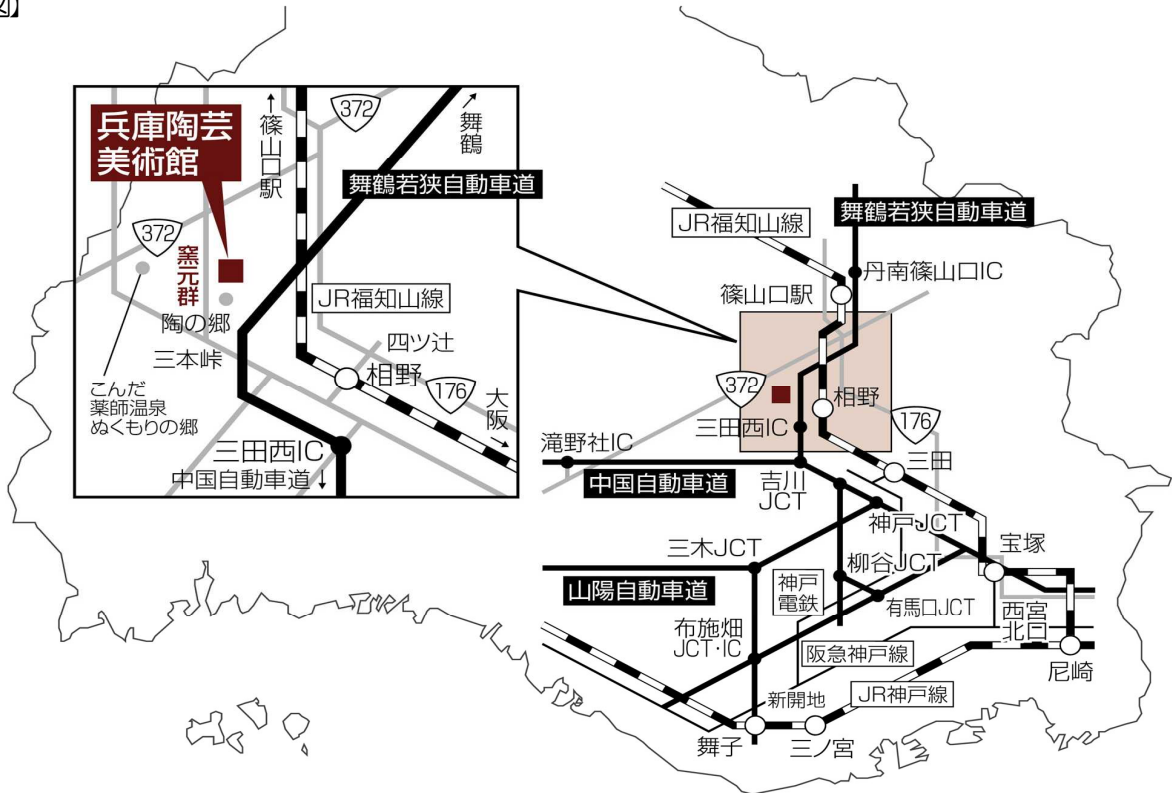 図】
兵庫陶芸
美術館
↑篠山口駅
372
↗舞鶴
舞鶴若狭自動車道
372
窯元群
JR福知山線
陶の郷
四ツ辻
三本峠
相野
176
大阪→
こんだ
薬師温泉
ぬくもりの郷
三田西IC
中国自動車道↓
JR福知山線
舞鶴若狭自動車道
丹南篠山口IC
篠山口駅
372
相野
176
三田西IC
滝野社IC
三田
中国自動車道
吉川
JCT
神戸JCT
三木JCT
柳谷JCT
宝塚
山陽自動車道
神戸
電鉄
有馬口JCT
西宮
北口
布施畑
JCT・IC
阪急神戸線
尼崎
新開地
JR神戸線
舞子
三ノ宮